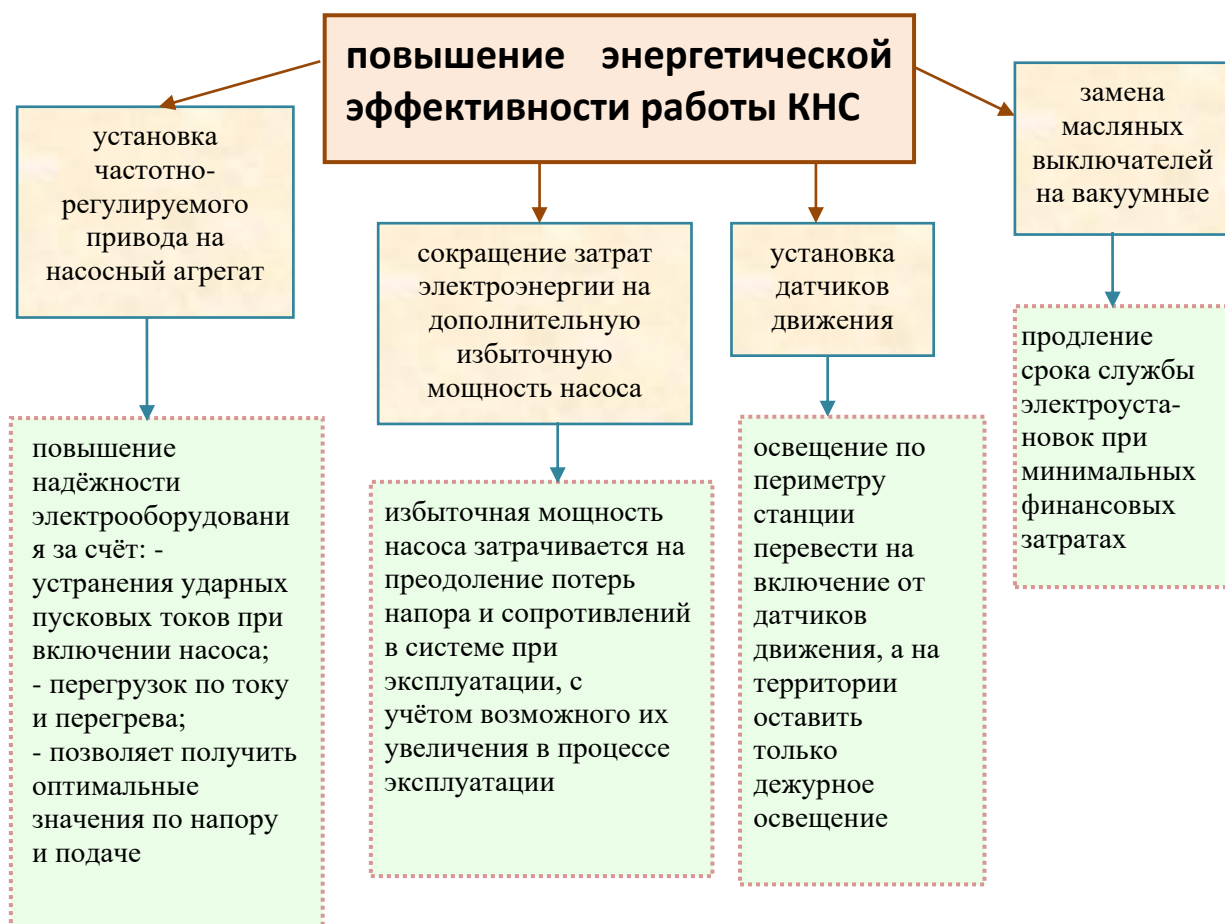 повышение энергетической
эффективности работы КНС
установка
частотно-
регулируемого
привода на
насосный агрегат
сокращение затрат
электроэнергии на
дополнительную
избыточную
мощность насоса
установка
датчиков
движения
замена
масляных
выключателей
на вакуумные
повышение
надёжности
электрооборудовани
я за счёт: -
устранения ударных
пусковых токов при
включении насоса;
- перегрузок по току
и перегрева;
- позволяет получить
оптимальные
значения по напору
и подаче
избыточная мощность
насоса затрачивается на
преодоление потерь
напора и сопротивлений
в системе при
эксплуатации, с
учётом возможного их
увеличения в процессе
эксплуатации
освещение по
периметру
станции
перевести на
включение от
датчиков
движения, а на
территории
оставить
только
дежурное
освещение
продление
срока службы
электроуста-
новок при
минимальных
финансовых
затратах